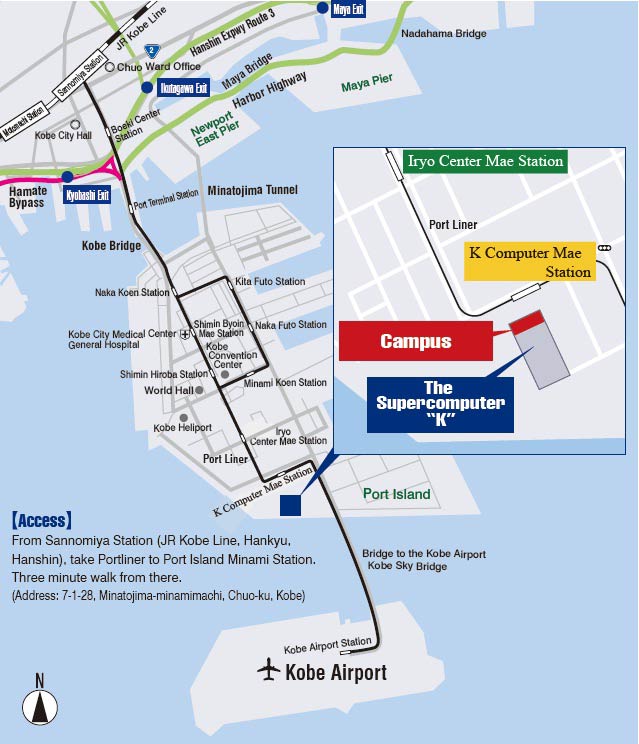 Maya Exit
JR Kobe Line
Hanshin Expwy Route 3
Nadahama Bridge
2
Chuo Ward Office
Sannomiya Station
Ikutagawa Exit
Maya Bridge
Harbor Highway
Maya Pier
Motomachi Station
Kobe City Hall
Boeki Center
Station
Newport
East Pier
Hamate
Bypass
Kyobashi Exit
Port Terminal Station
Minatojima Tunnel
Kobe Bridge
Naka Koen Station
Kita Futo Station
Kobe City Medical Center
General Hospital
Shimin Byoin
Mae Station
Naka Futo Station
Kobe
Convention
Center
Shimin Hiroba Station
Minami Koen Station
World Hall
Kobe Heliport
Iryo
Center Mae Station
Port Liner
K Computer Mae Station
Port Island
Iryo Center Mae Station
Port Liner
K Computer Mae
Station
Campus
The
Supercomputer
“K”
【Access】
From Sannomiya Station (JR Kobe Line, Hankyu,
Hanshin), take Portliner to Port Island Minami Station.
Three minute walk from there.
(Address: 7-1-28, Minatojima-minamimachi, Chuo-ku, Kobe)
Bridge to the Kobe Airport
Kobe Sky Bridge
Kobe Airport Station
Kobe Airport
N